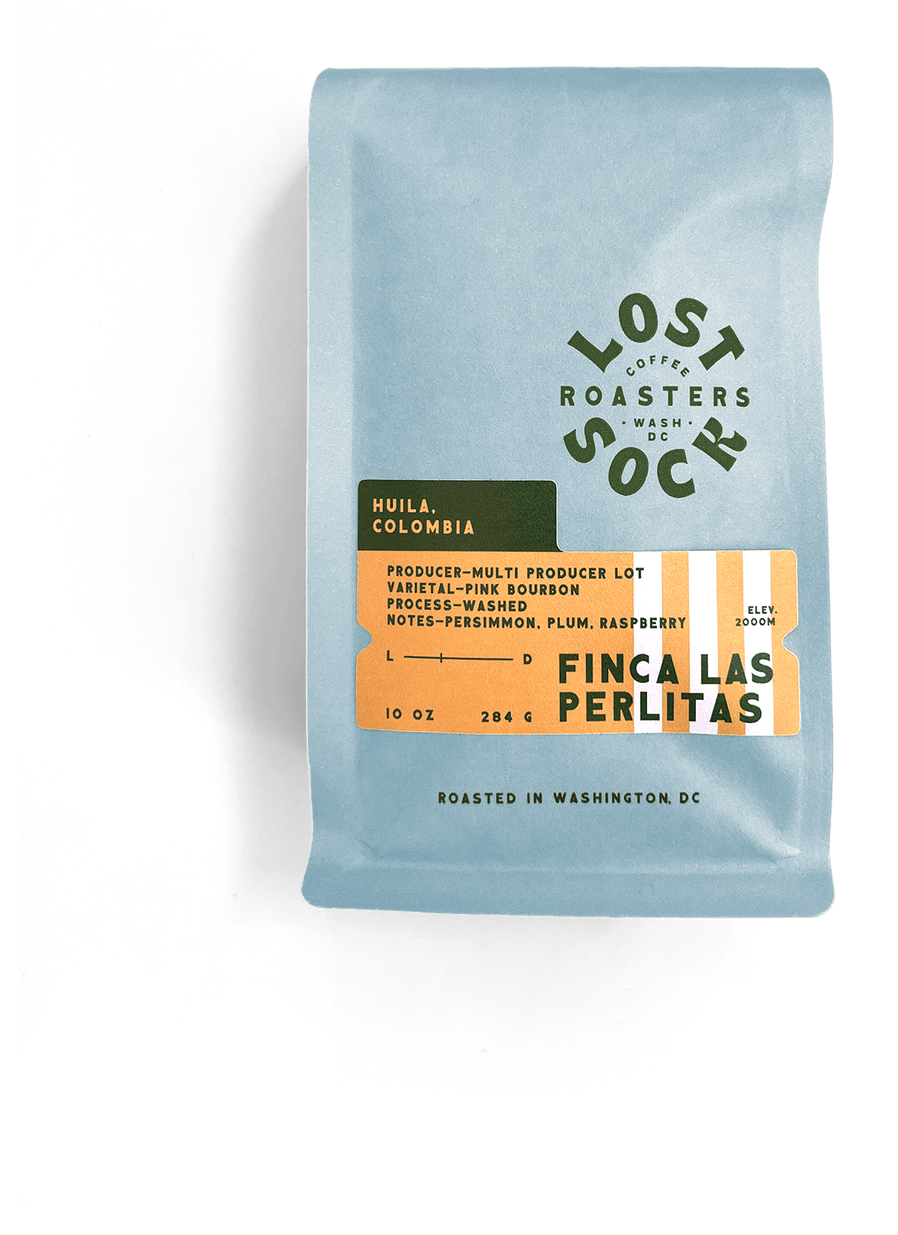 LOST
COFFEE
ROASTERS
· WASH ·
DC
SOCK
HUILA,
COLOMBIA
PRODUCER–MULTI PRODUCER LOT
VARIETAL–PINK BOURBON
PROCESS–WASHED
NOTES–PERSIMMON, PLUM, RASPBERRY
ELEV.
2000M
L D
10 OZ 284 G
FINCA LAS
PERLITAS
ROASTED IN WASHINGTON, DC